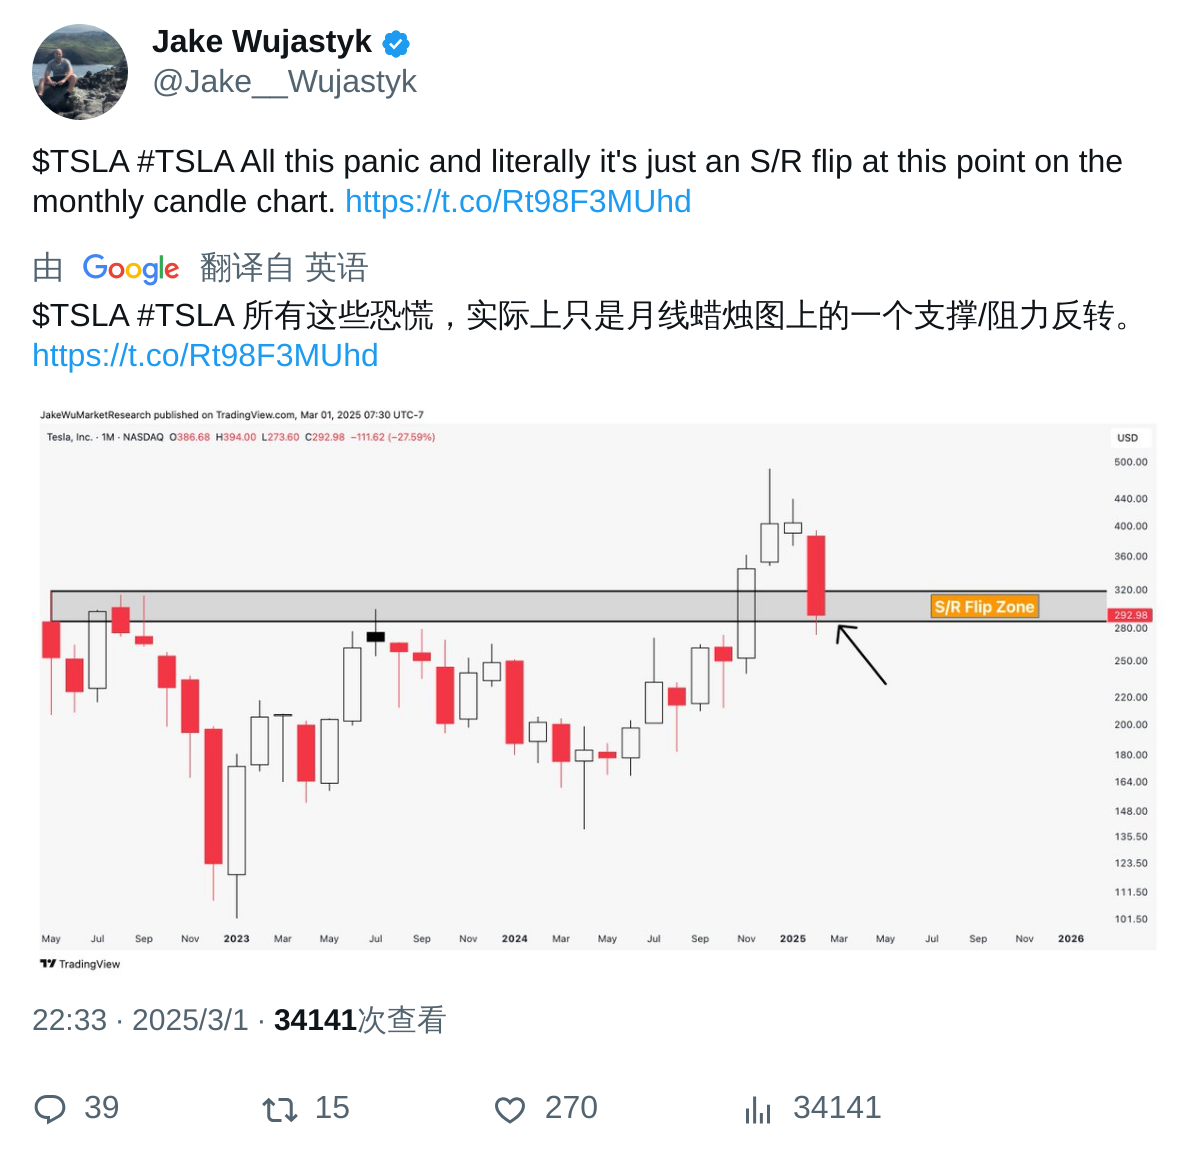 Jake Wujastyk
@Jake__Wujastyk
$TSLA #TSLA All this panic and literally it's just an S/R flip at this point on the
monthly candle chart. https://t.co/Rt98F3MUhd
由 Google 翻译自 英语
$TSLA #TSLA 所有这些恐慌，实际上只是月线蜡烛图上的一个支撑/阻力反转。
https://t.co/Rt98F3MUhd
JakeWuMarketResearch published on TradingView.com, Mar 01, 2025 07:30 UTC-7
Tesla, Inc. · 1M · NASDAQ O386.68 H394.00 L273.60 C292.98 −111.62 (−27.59%)
USD
500.00
440.00
400.00
360.00
320.00
S/R Flip Zone
292.98
280.00
250.00
220.00
200.00
180.00
164.00
148.00
135.50
123.50
111.50
101.50
May Jul Sep Nov 2023 Mar May Jul Sep Nov 2024 Mar May Jul Sep Nov 2025 Mar May Jul Sep Nov 2026
TradingView
22:33 · 2025/3/1 · 34141次查看
39 15 270 34141